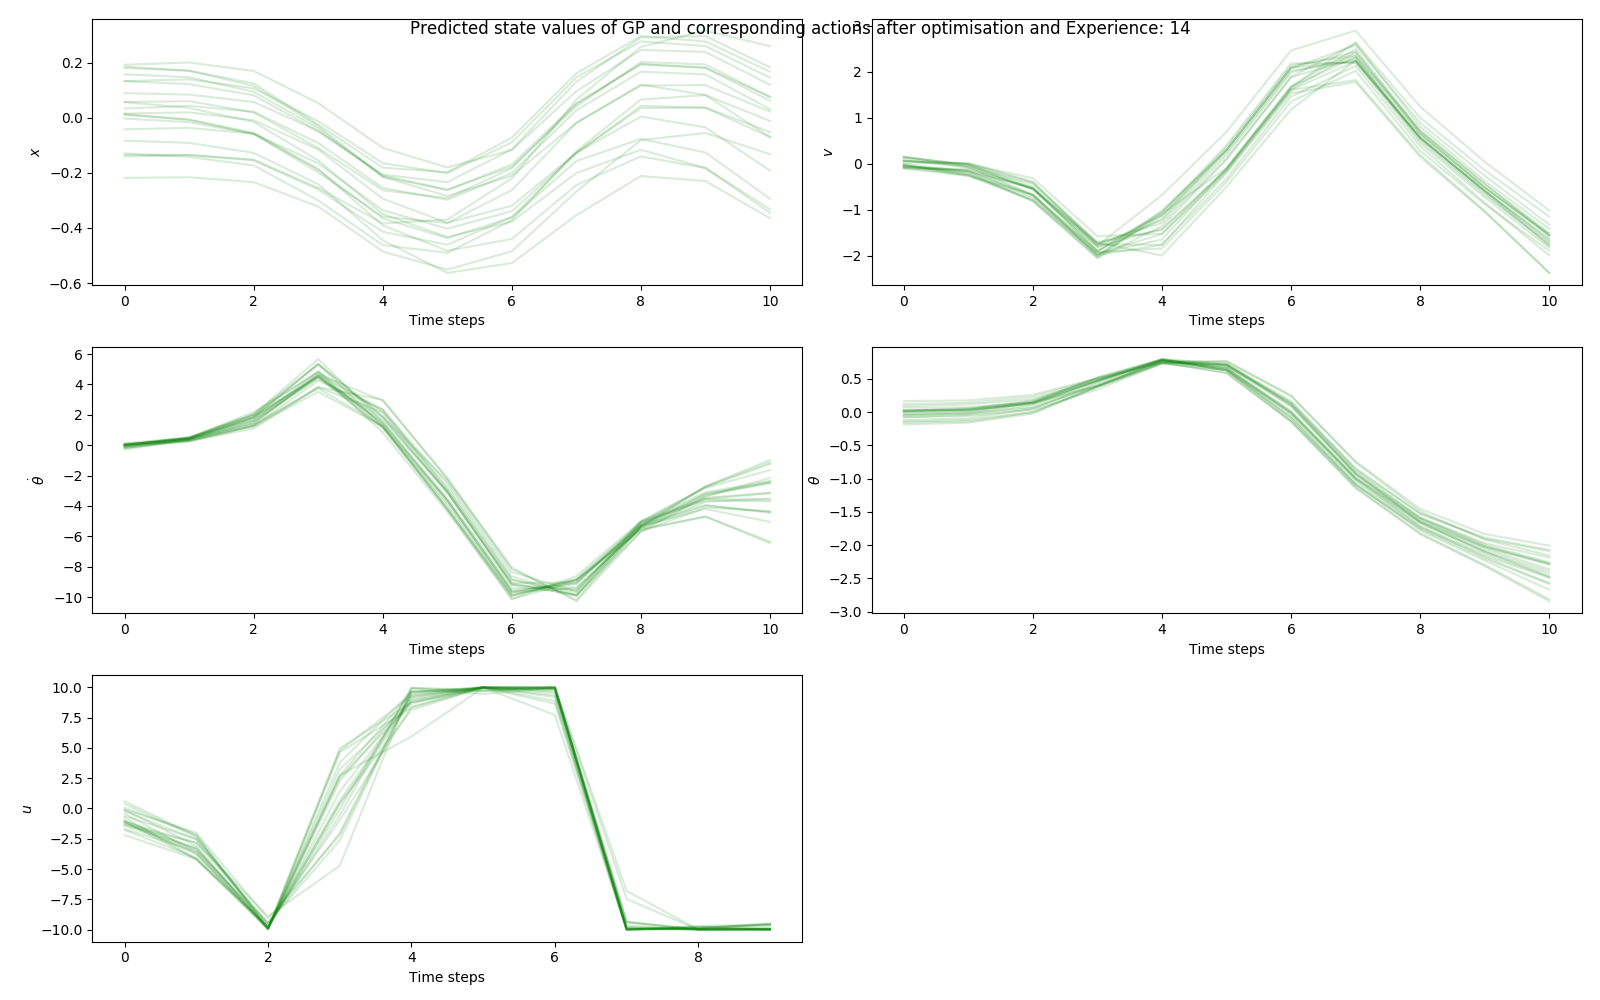 Predicted state values of GP and corresponding actions after optimisation and Experience: 14
0.2
0.0
−0.2
−0.4
−0.6
x
0 2 4 6 8 10
Time steps
3
2
1
0
−1
−2
v
0 2 4 6 8 10
Time steps
6
4
2
0
−2
−4
−6
−8
−10
θ̇
0 2 4 6 8 10
Time steps
0.5
0.0
−0.5
−1.0
−1.5
−2.0
−2.5
−3.0
θ
0 2 4 6 8 10
Time steps
10.0
7.5
5.0
2.5
0.0
−2.5
−5.0
−7.5
−10.0
u
0 2 4 6 8
Time steps